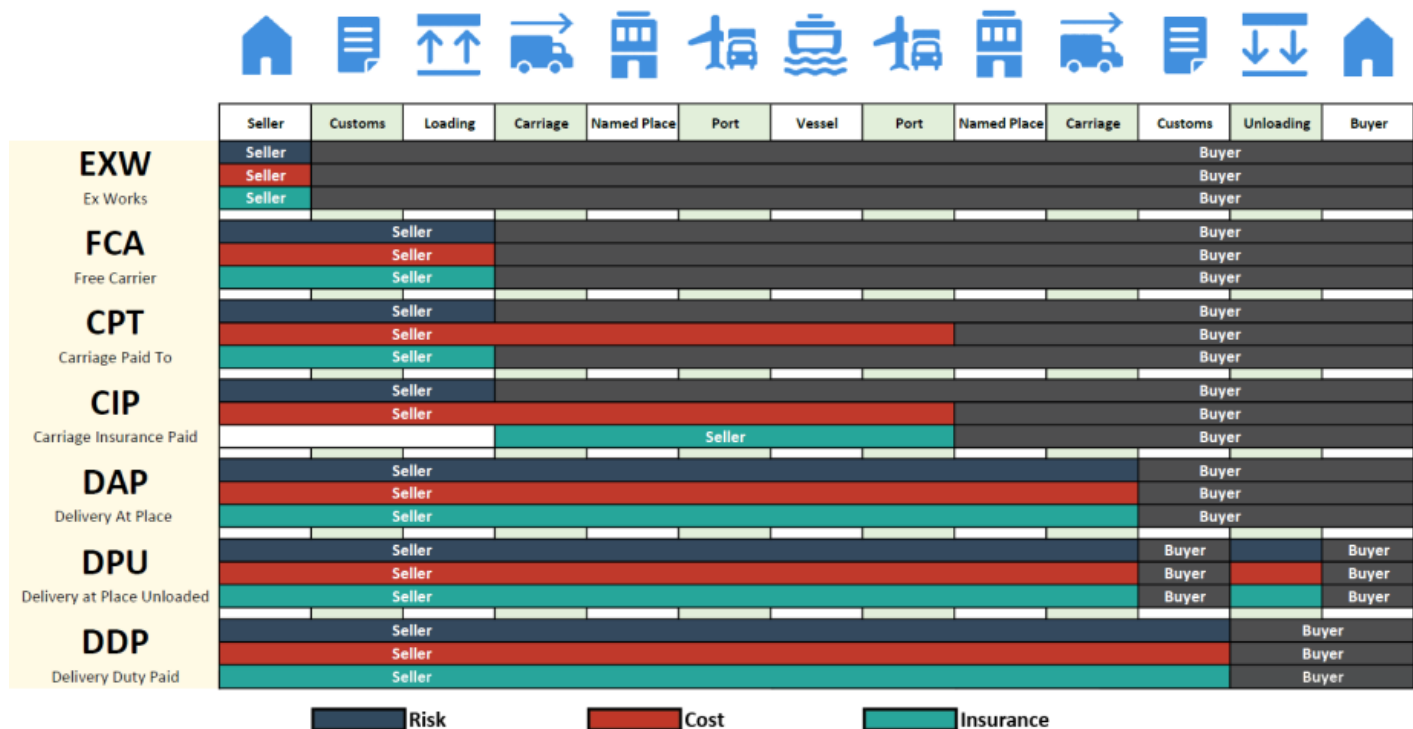 Seller Customs Loading Carriage Named Place Port Vessel Port Named Place Carriage Customs Unloading Buyer
EXW
Ex Works
Seller Buyer
Seller Buyer
Seller Buyer
FCA
Free Carrier
Seller Buyer
Seller Buyer
Seller Buyer
CPT
Carriage Paid To
Seller Buyer
Seller Buyer
Seller Buyer
CIP
Carriage Insurance Paid
Seller Buyer
Seller Buyer
Seller Buyer
DAP
Delivery At Place
Seller Buyer
Seller Buyer
Seller Buyer
DPU
Delivery at Place Unloaded
Seller Buyer Buyer
Seller Buyer Buyer
Seller Buyer Buyer
DDP
Delivery Duty Paid
Seller Buyer
Seller Buyer
Seller Buyer
Risk Cost Insurance